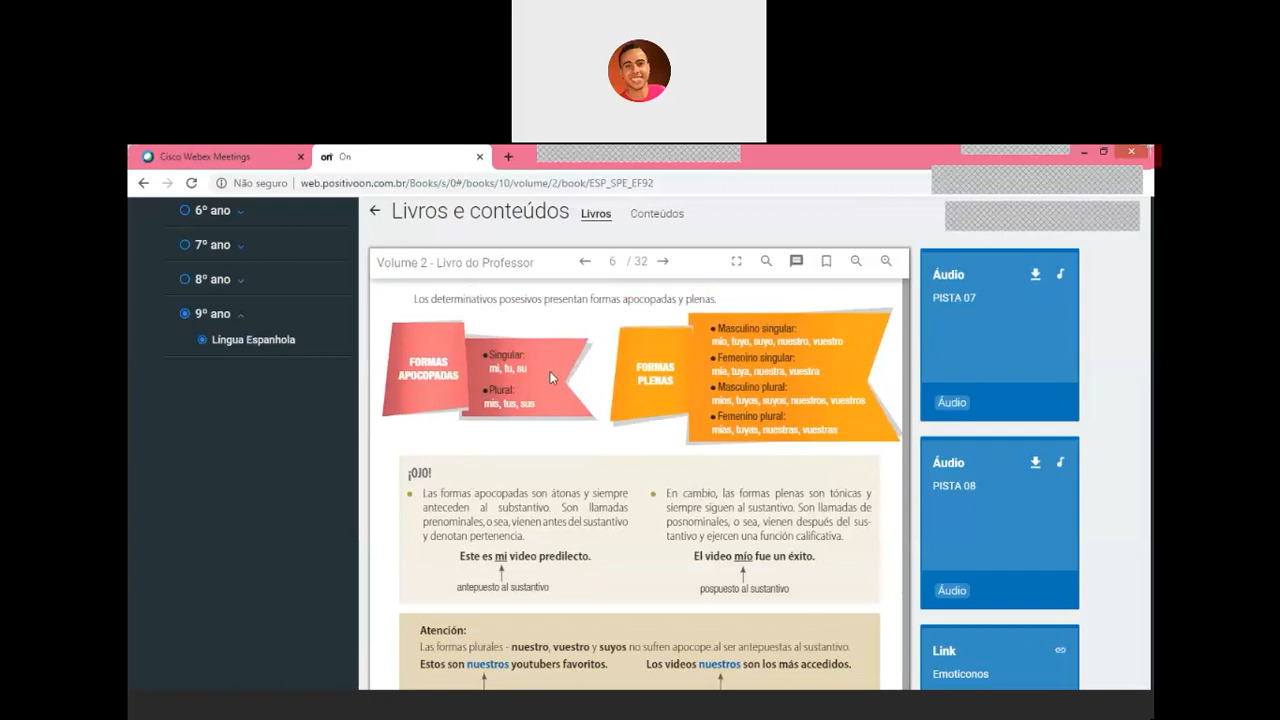 Cisco Webex Meetings
on
On
Não seguro
web.positivoon.com.br/Books/s/0#/books/10/volume/2/book/ESP_SPE_EF92
6º ano
7º ano
8º ano
9º ano
Língua Espanhola
Livros e conteúdos
Livros
Conteúdos
Volume 2 - Livro do Professor
6 / 32
Los determinativos posesivos presentan formas apocopadas y plenas.
FORMAS
APOCOPADAS
• Singular:
mi, tu, su
• Plural:
mis, tus, sus
FORMAS
PLENAS
• Masculino singular:
mío, tuyo, suyo, nuestro, vuestro
• Femenino singular:
mía, tuya, nuestra, vuestra
• Masculino plural:
míos, tuyos, suyos, nuestros, vuestros
• Femenino plural:
mías, tuyas, nuestras, vuestras
¡OJO!
• Las formas apocopadas son átonas y siempre
anteceden al substantivo. Son llamadas
prenominales, o sea, vienen antes del sustantivo
y denotan pertenencia.
Este es mi video predilecto.
antepuesto al sustantivo
• En cambio, las formas plenas son tónicas y
siempre siguen al sustantivo. Son llamadas de
posnominales, o sea, vienen después del sus-
tantivo y ejercen una función calificativa.
El video mío fue un éxito.
pospuesto al sustantivo
Atención:
Las formas plurales - nuestro, vuestro y suyos no sufren apocope al ser antepuestas al sustantivo.
Estos son nuestros youtubers favoritos.
Los videos nuestros son los más accedidos.
Áudio
PISTA 07
Áudio
Áudio
PISTA 08
Áudio
Link
Emoticonos